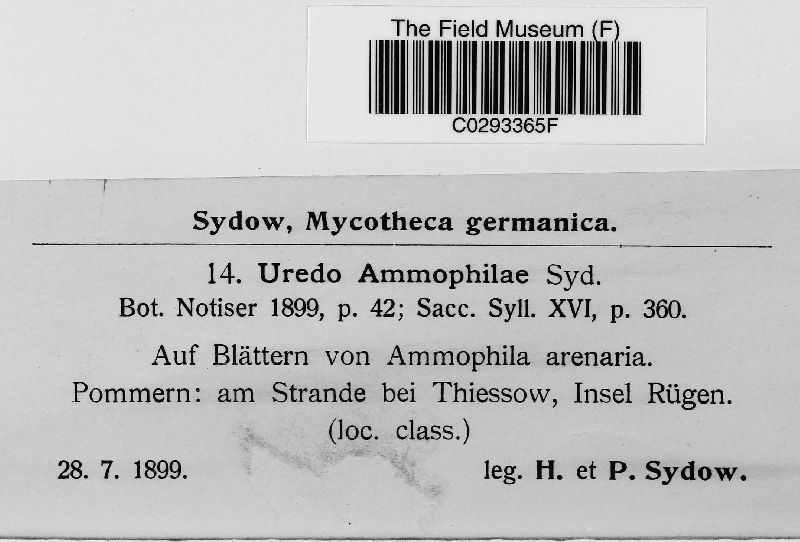 The Field Museum (F)
C0293365F
Sydow, Mycotheca germanica.
14. Uredo Ammophilae Syd.
Bot. Notiser 1899, p. 42; Sacc. Syll. XVI, p. 360.
Auf Blättern von Ammophila arenaria.
Pommern: am Strande bei Thiessow, Insel Rügen.
(loc. class.)
28. 7. 1899. leg. H. et P. Sydow.